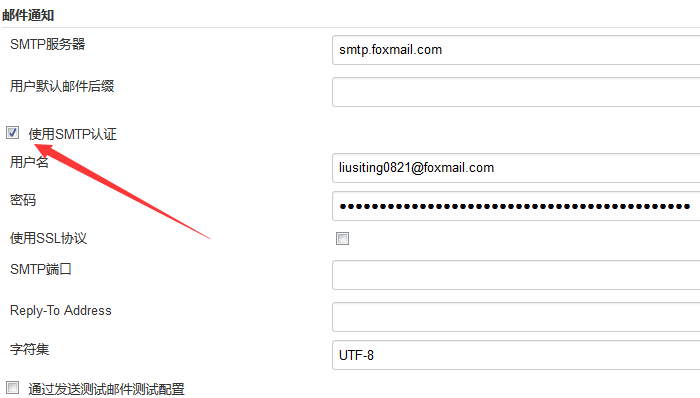 邮件通知
SMTP服务器
smtp.foxmail.com
用户默认邮件后缀
使用SMTP认证
用户名
liusiting0821@foxmail.com
密码
●●●●●●●●●●●●●●●●●●●●●●●●●●●●●●●●●●●●●●●●●●●●
使用SSL协议
SMTP端口
Reply-To Address
字符集
UTF-8
通过发送测试邮件测试配置